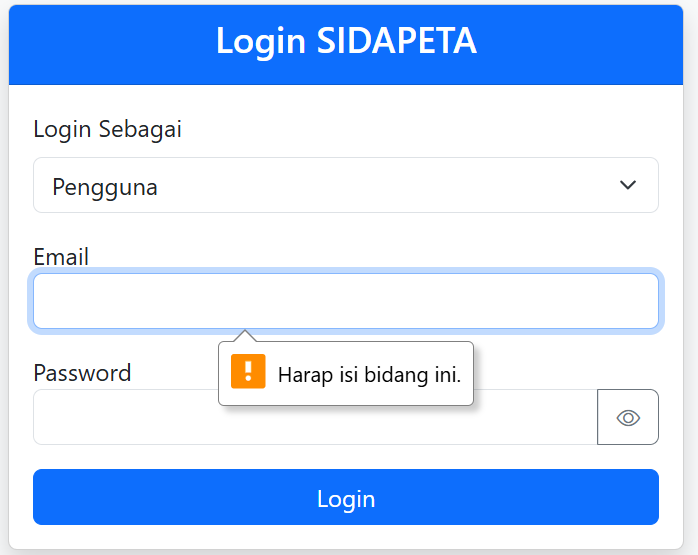 Login SIDAPETA
Login Sebagai
Pengguna
Email
Harap isi bidang ini.
Password
Login